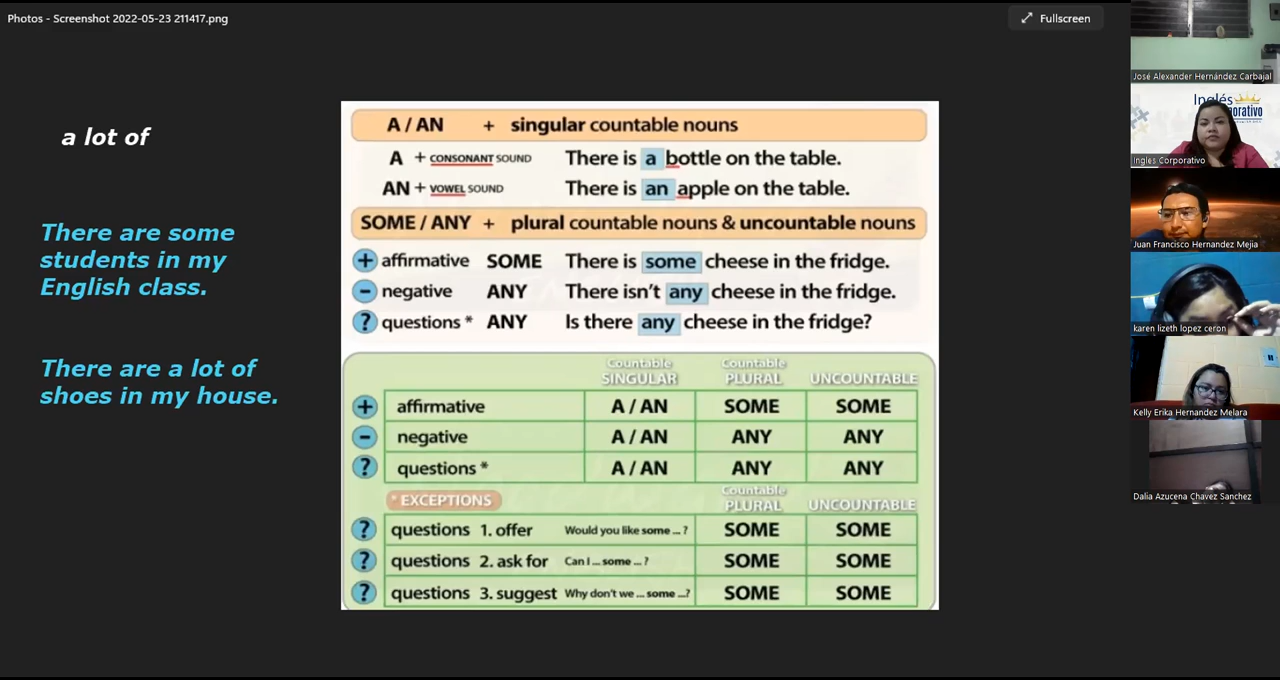 Photos - Screenshot 2022-05-23 211417.png
Fullscreen
a lot of
There are some
students in my
English class.
There are a lot of
shoes in my house.
A / AN + singular countable nouns
A + CONSONANT SOUND There is a bottle on the table.
AN + VOWEL SOUND There is an apple on the table.
SOME / ANY + plural countable nouns & uncountable nouns
+ affirmative SOME There is some cheese in the fridge.
- negative ANY There isn't any cheese in the fridge.
? questions * ANY Is there any cheese in the fridge?
Countable SINGULAR Countable PLURAL UNCOUNTABLE
+ affirmative A / AN SOME SOME
- negative A / AN ANY ANY
? questions * A / AN ANY ANY
* EXCEPTIONS Countable PLURAL UNCOUNTABLE
? questions 1. offer Would you like some ... ? SOME SOME
? questions 2. ask for Can I ... some ... ? SOME SOME
? questions 3. suggest Why don't we ... some ...? SOME SOME
José Alexander Hernández Carbajal
Inglés
orativo
Ingles Corporativo
Juan Francisco Hernandez Mejia
karen lizeth lopez ceron
Kelly Erika Hernandez Melara
Dalia Azucena Chavez Sanchez